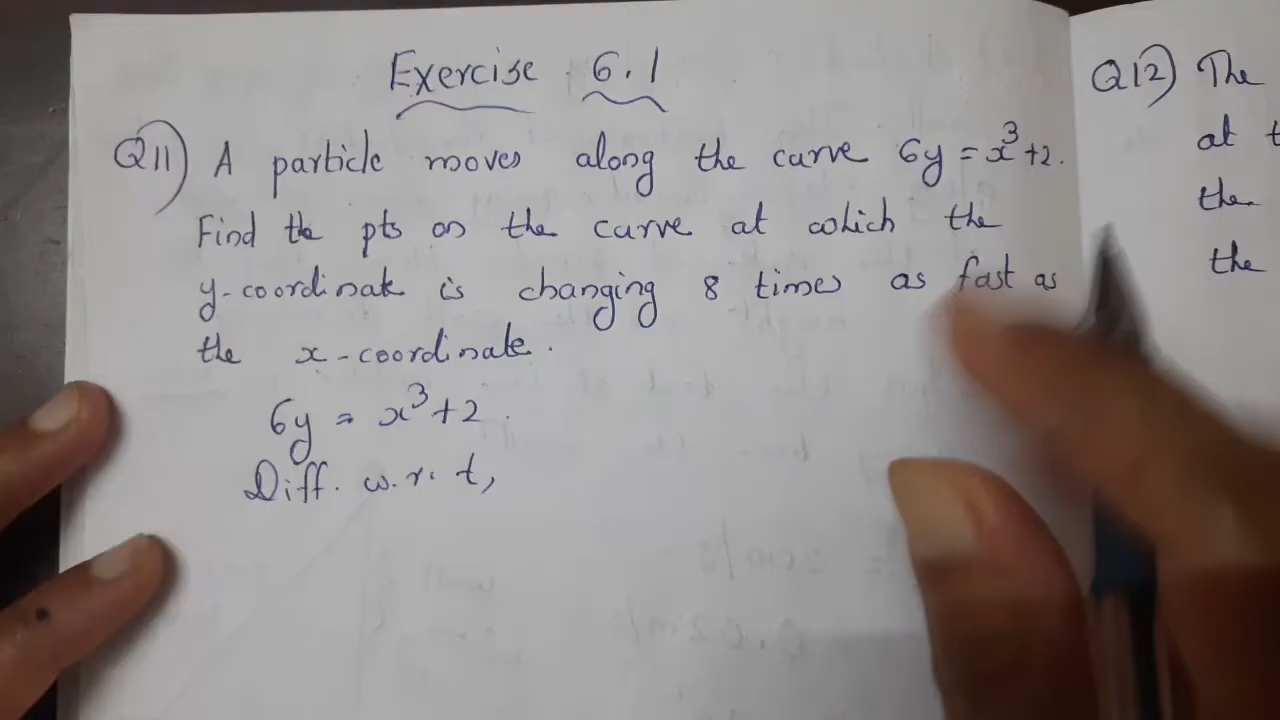 Exercise 6.1
Q11) A particle moves along the curve 6y = x³+2.
Find the pts on the curve at which the
y-coordinate is changing 8 times as fast as
the x-coordinate.
6y = x³+2.
Diff. w.r. t,
Q12) The
at t
the
the